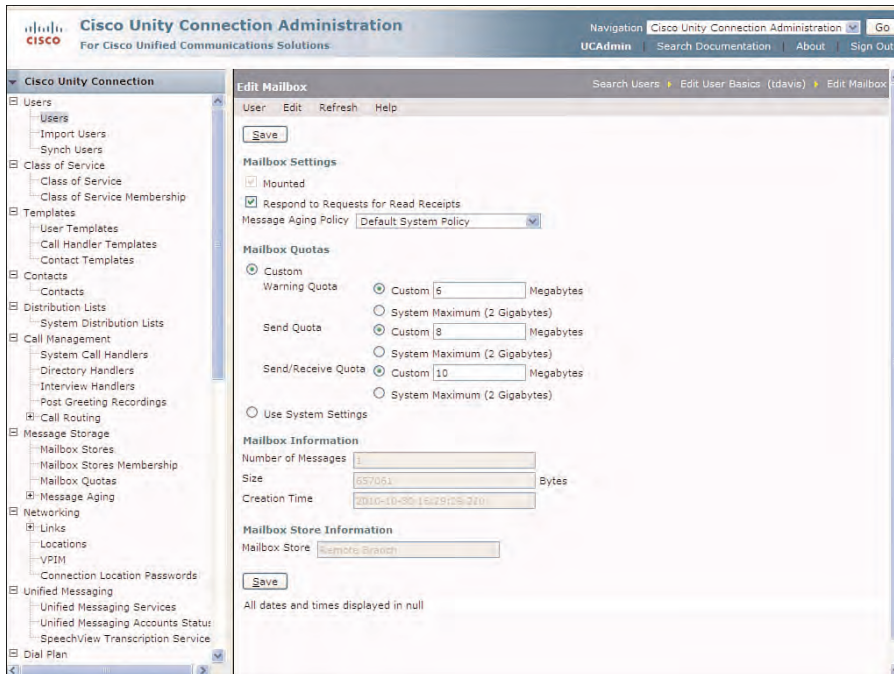 cisco
Cisco Unity Connection Administration
For Cisco Unified Communications Solutions
Navigation Cisco Unity Connection Administration Go
UCAdmin | Search Documentation | About | Sign Out
Cisco Unity Connection
Users
Users
Import Users
Synch Users
Class of Service
Class of Service
Class of Service Membership
Templates
User Templates
Call Handler Templates
Contact Templates
Contacts
Contacts
Distribution Lists
System Distribution Lists
Call Management
System Call Handlers
Directory Handlers
Interview Handlers
Post Greeting Recordings
Call Routing
Message Storage
Mailbox Stores
Mailbox Stores Membership
Mailbox Quotas
Message Aging
Networking
Links
Locations
VPIM
Connection Location Passwords
Unified Messaging
Unified Messaging Services
Unified Messaging Accounts Status
SpeechView Transcription Service
Dial Plan
Edit Mailbox
Search Users Edit User Basics (tdavis) Edit Mailbox
User Edit Refresh Help
Save
Mailbox Settings
Mounted
Respond to Requests for Read Receipts
Message Aging Policy Default System Policy
Mailbox Quotas
Custom
Warning Quota Custom 6 Megabytes
System Maximum (2 Gigabytes)
Send Quota Custom 8 Megabytes
System Maximum (2 Gigabytes)
Send/Receive Quota Custom 10 Megabytes
System Maximum (2 Gigabytes)
Use System Settings
Mailbox Information
Number of Messages 1
Size 657061 Bytes
Creation Time
Mailbox Store Information
Mailbox Store Remote Branch
Save
All dates and times displayed in null